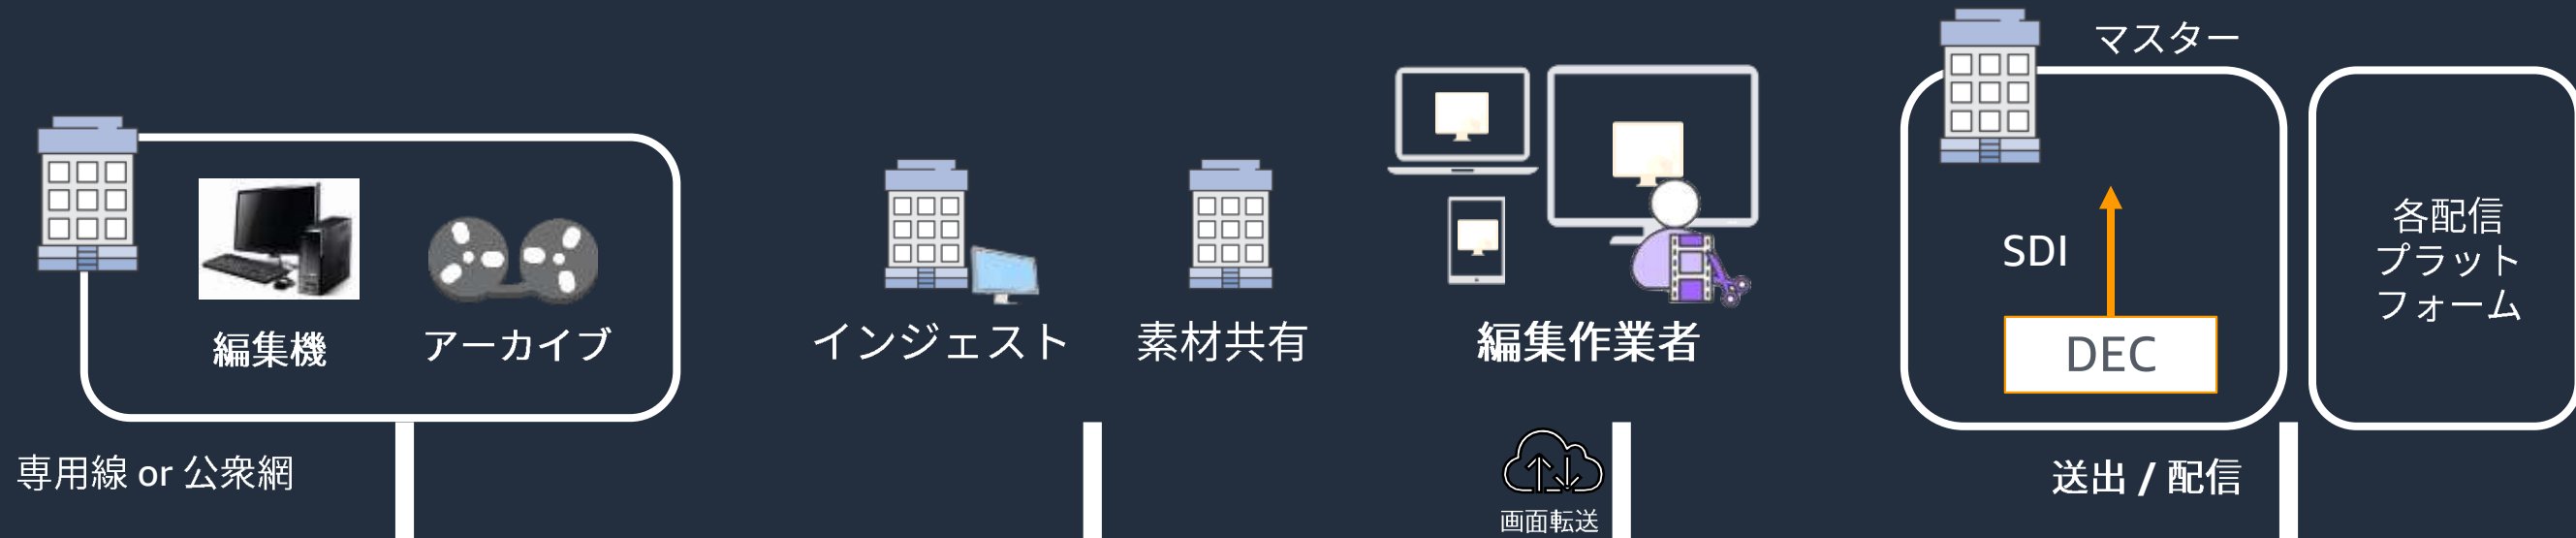 マスター
編集機
アーカイブ
インジェスト
素材共有
編集作業者
SDI
DEC
各配信
プラット
フォーム
専用線 or 公衆網
画面転送
送出 / 配信